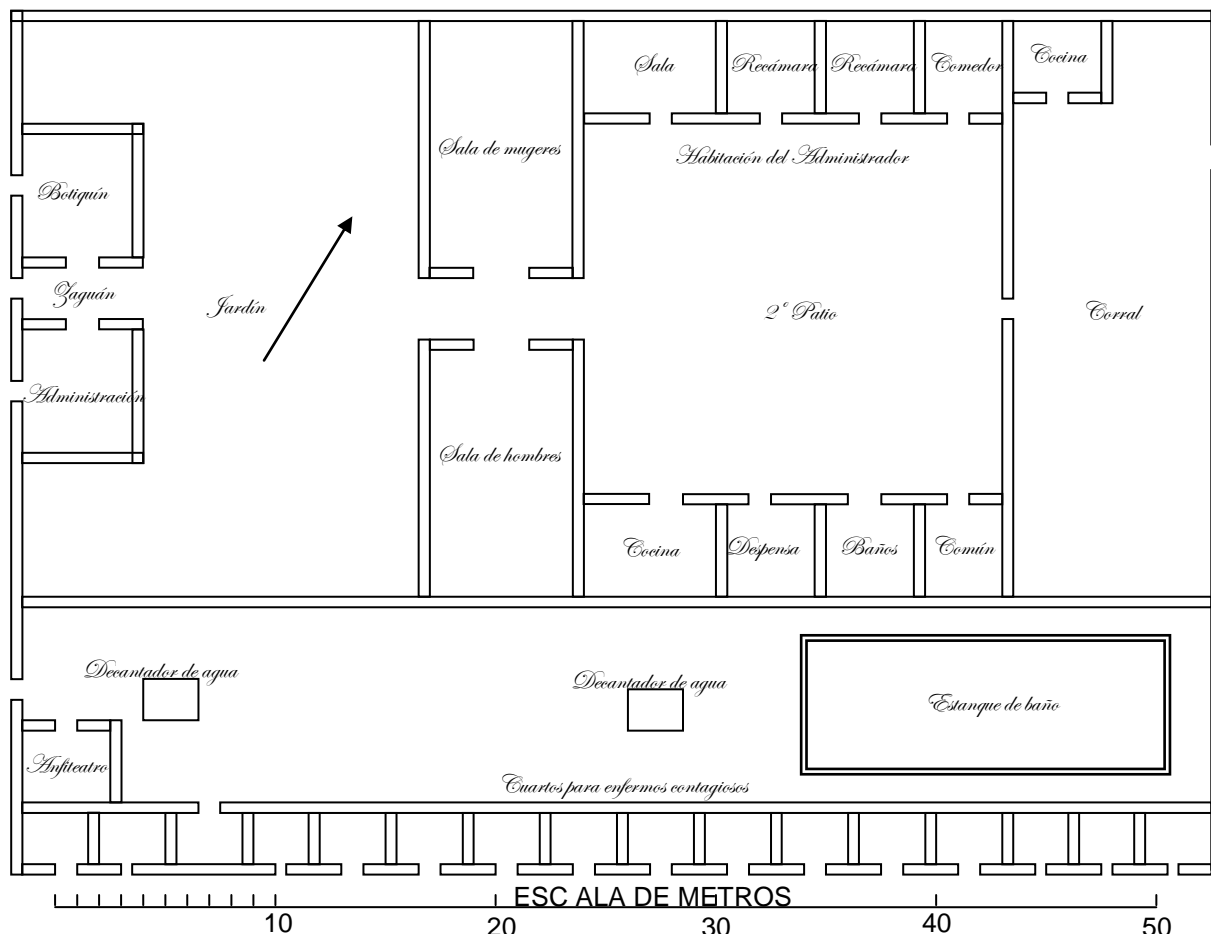 Sala
Recámara
Recámara
Comedor
Cocina
Sala de mugeres
Habitación del Administrador
Botiquín
Zaguán
Jardín
2º Patio
Corral
Administración
Sala de hombres
Cocina
Despensa
Baños
Común
Decantador de agua
Decantador de agua
Estanque de baño
Anfiteatro
Cuartos para enfermos contagiosos
ESC ALA DE METROS
10
20
30
40
50